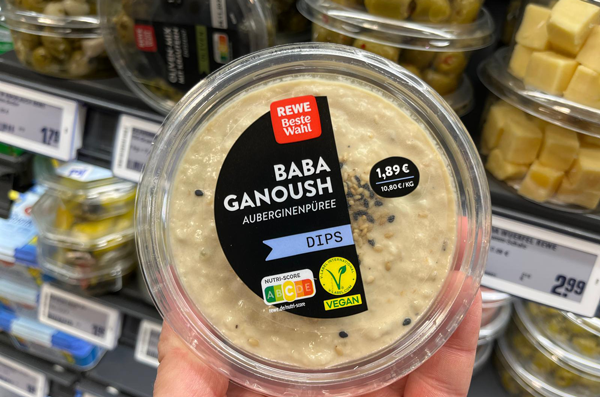 REWE
Beste
Wahl
BABA
GANOUSH
AUBERGINENPÜREE
DIPS
1,89 €
10,80 €/KG
NUTRI-SCORE
A B C D E
VEGAN
2.99